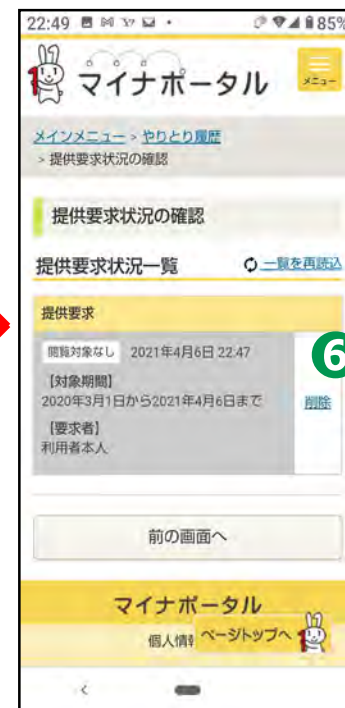 22:49 85%
マイナポータル
メニュー
メインメニュー > やりとり履歴
> 提供要求状況の確認
提供要求状況の確認
提供要求状況一覧 一覧を再読込
提供要求
閲覧対象なし 2021年4月6日 22:47
【対象期間】
2020年3月1日から2021年4月6日まで
【要求者】
利用者本人
削除
6
前の画面へ
マイナポータル
個人情 ページトップへ